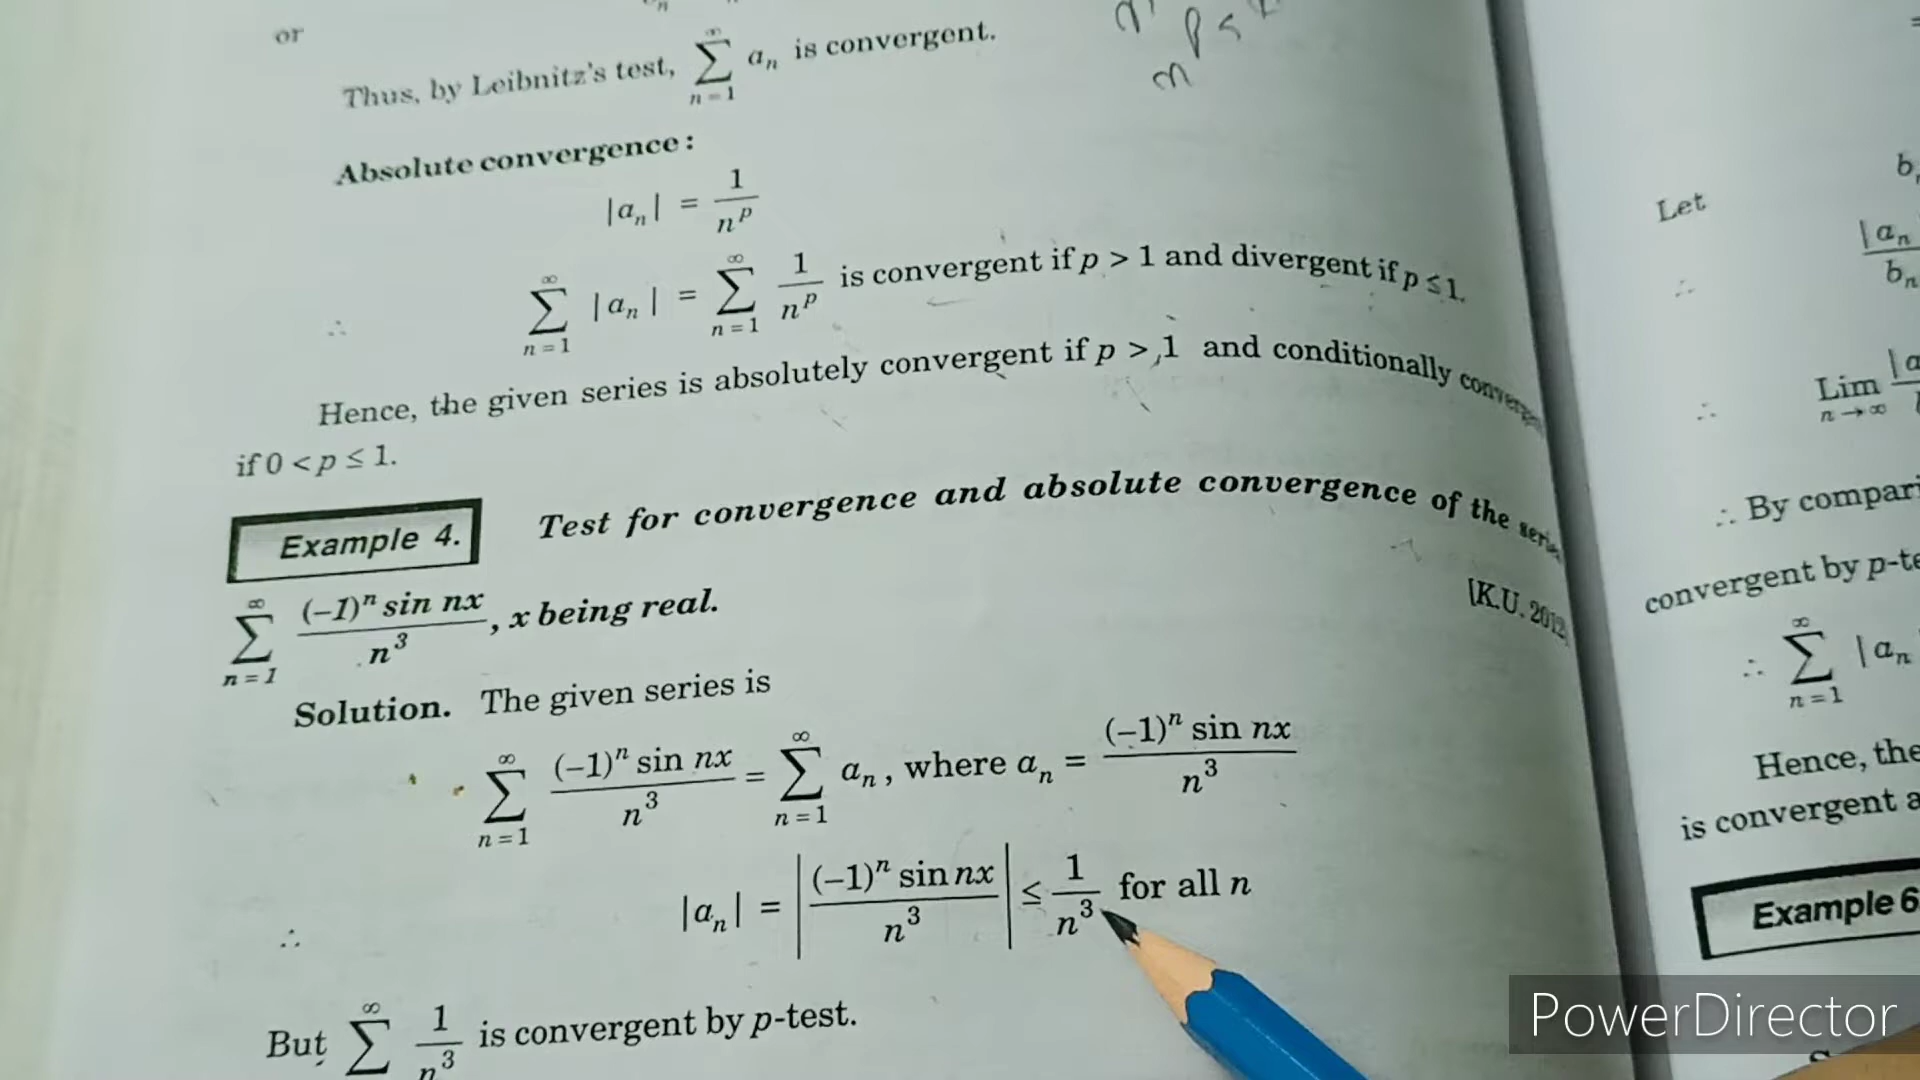 or
Thus, by Leibnitz's test, ∑_{n=1}^{∞} a_n is convergent.
Absolute convergence :
|a_n| = 1/n^p
∴ ∑_{n=1}^{∞} |a_n| = ∑_{n=1}^{∞} 1/n^p is convergent if p > 1 and divergent if p ≤ 1.
Hence, the given series is absolutely convergent if p > 1 and conditionally
if 0 < p ≤ 1.
Example 4. Test for convergence and absolute convergence of the
∑_{n=1}^{∞} (–1)^n sin nx / n^3 , x being real.
[K.U. 2012
Solution. The given series is
∑_{n=1}^{∞} (–1)^n sin nx / n^3 = ∑_{n=1}^{∞} a_n , where a_n = (–1)^n sin nx / n^3
∴ |a_n| = |(–1)^n sin nx / n^3| ≤ 1/n^3 for all n
But ∑^{∞} 1/n^3 is convergent by p-test.
Let
|a_n| / b_n
∴
∴ Lim_{n→∞}
∴ By
convergent by
∴ ∑_{n=1}^{∞} |a_n
Hence, the
is convergent
Example 6
PowerDirector